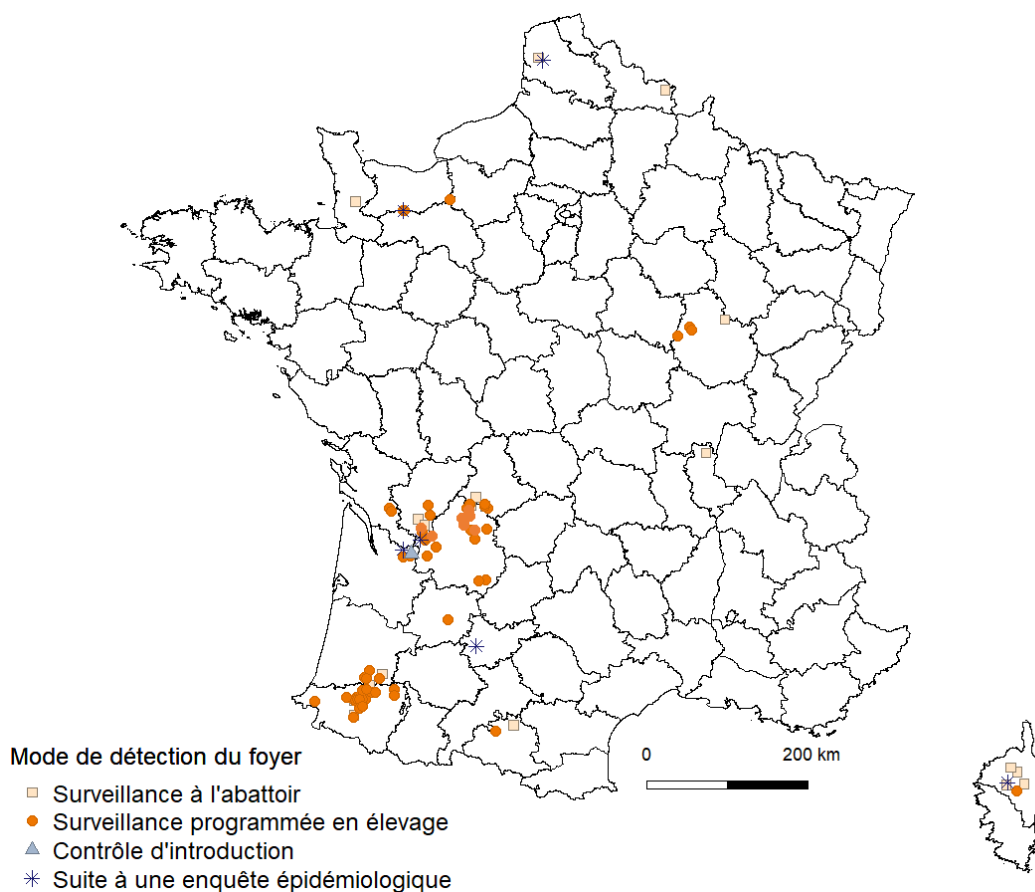 0 200 km
Mode de détection du foyer
Surveillance à l'abattoir
Surveillance programmée en élevage
Contrôle d'introduction
Suite à une enquête épidémiologique